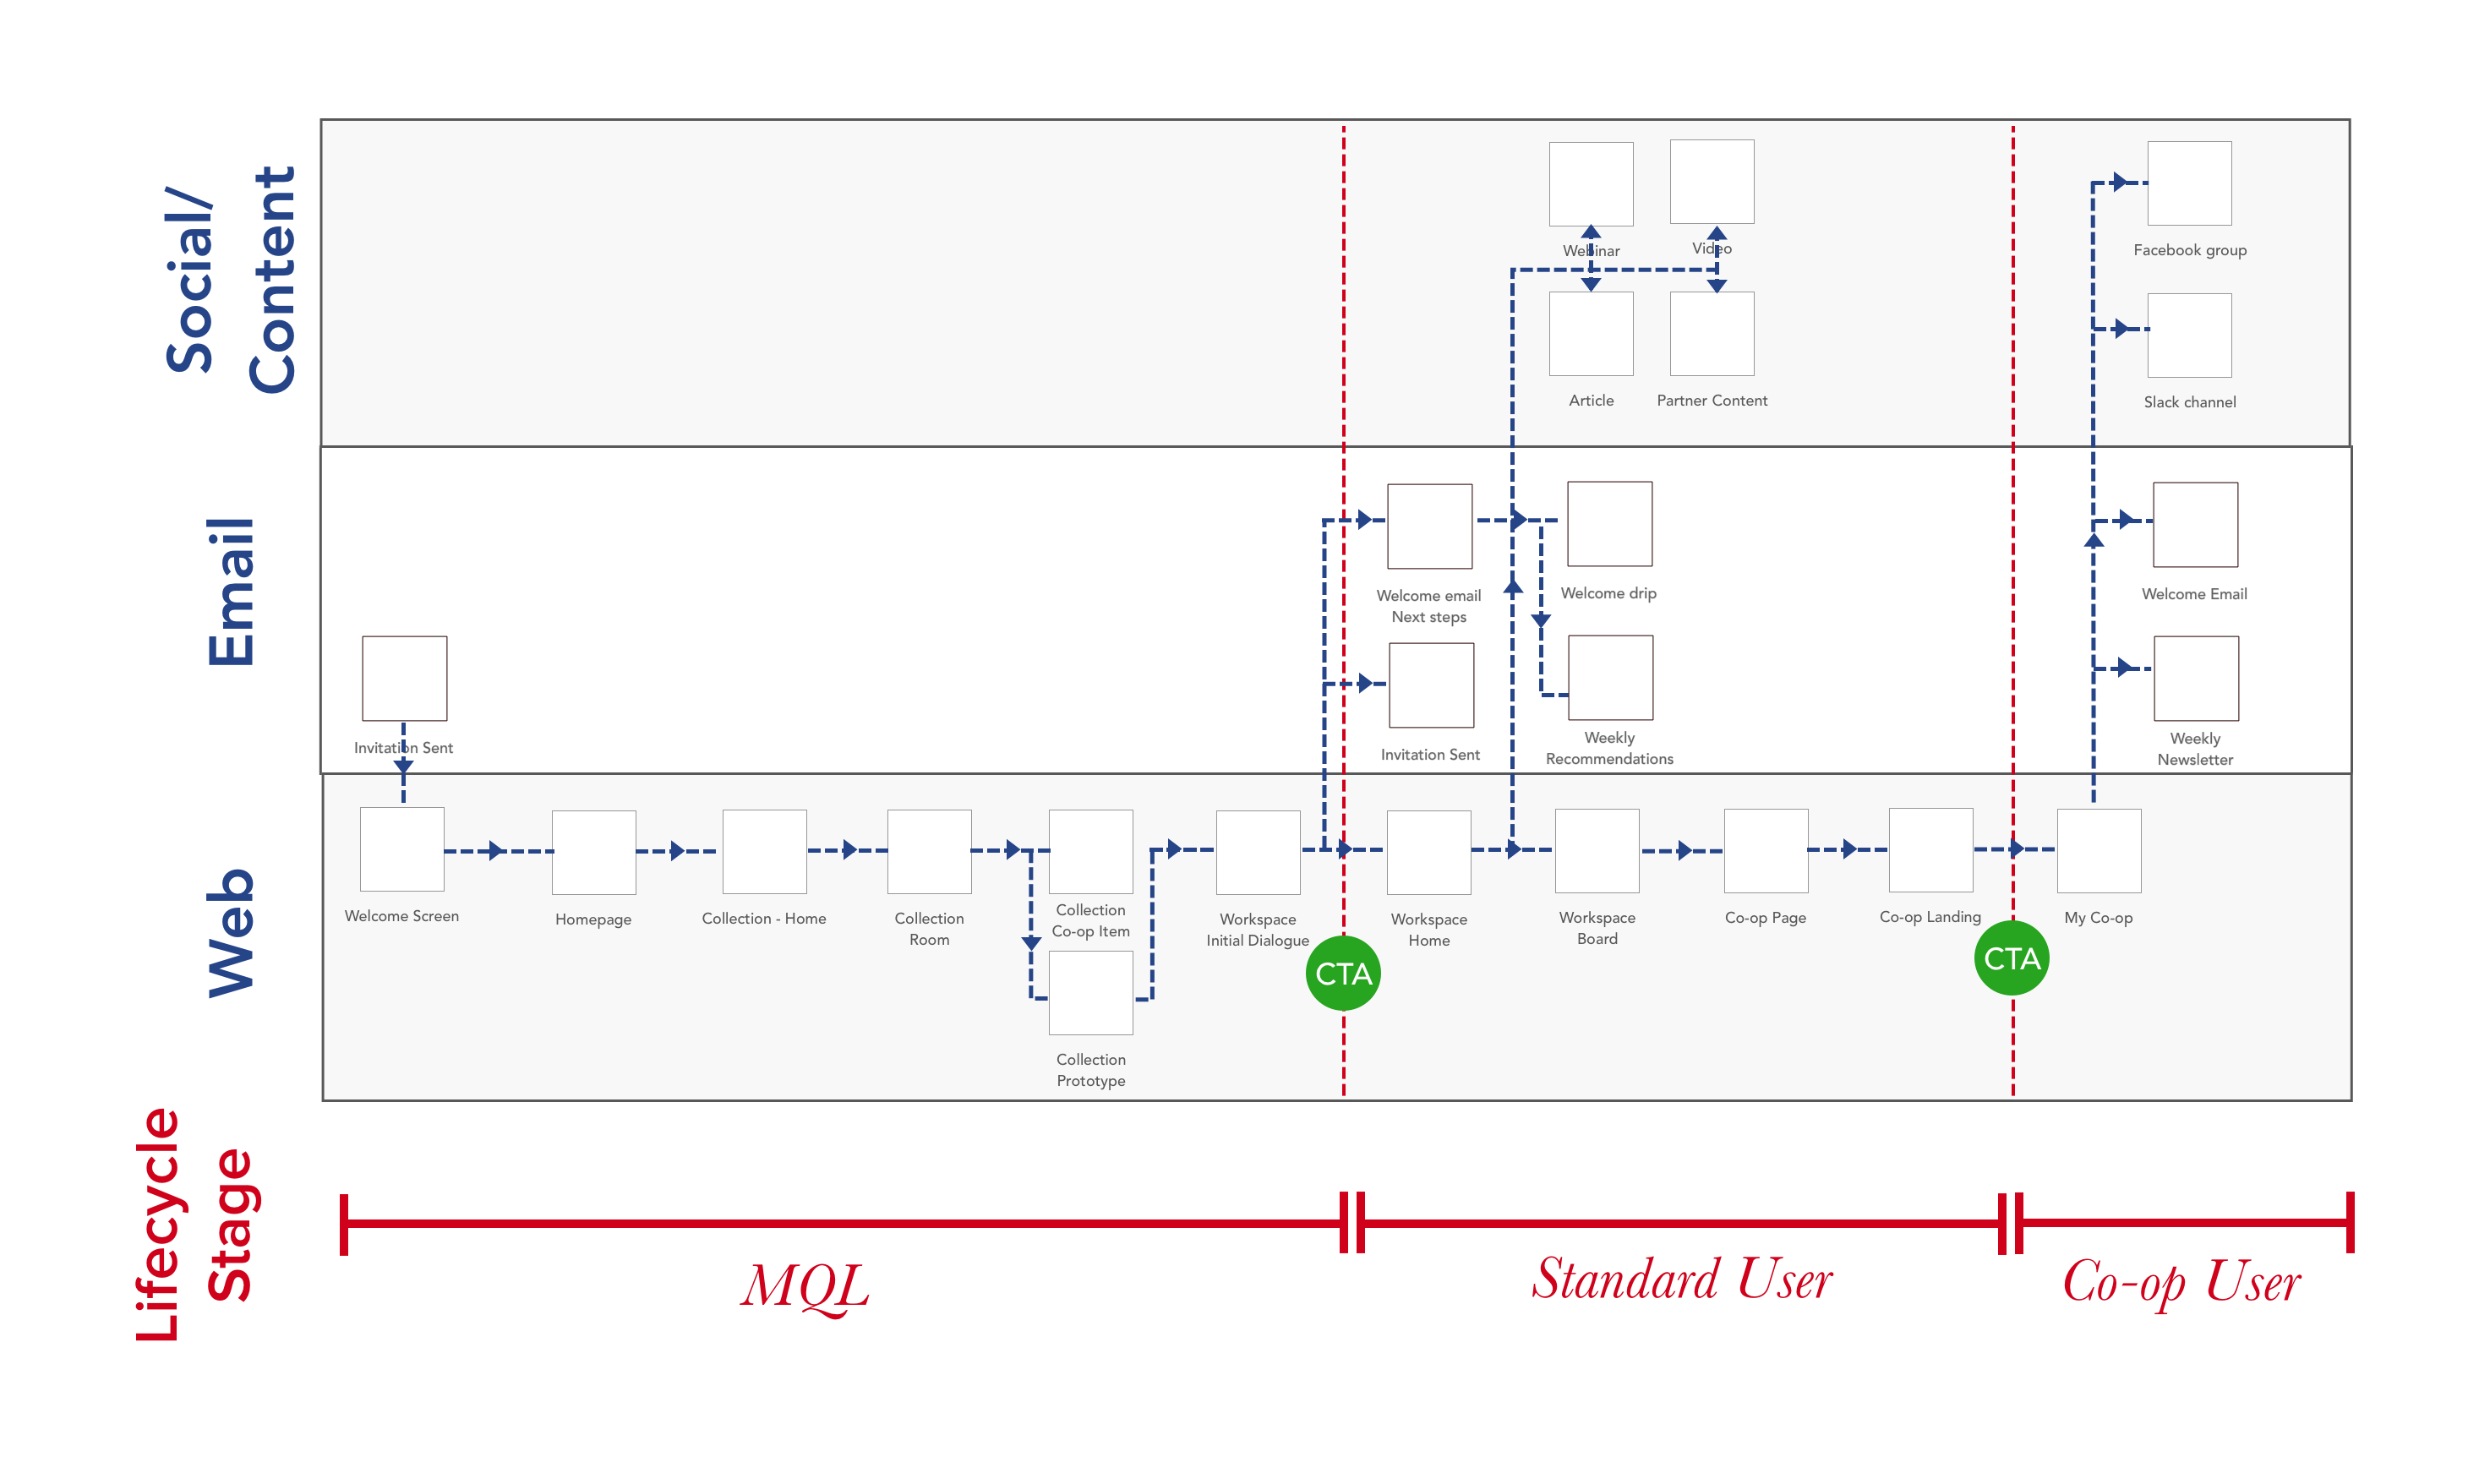 Social/
Content
Webinar
Video
Facebook group
Article
Partner Content
Slack channel
Email
Welcome email
Next steps
Welcome drip
Welcome Email
Invitation Sent
Invitation Sent
Weekly
Recommendations
Weekly
Newsletter
Web
Welcome Screen
Homepage
Collection - Home
Collection
Room
Collection
Co-op Item
Workspace
Initial Dialogue
Workspace
Home
Workspace
Board
Co-op Page
Co-op Landing
My Co-op
CTA
CTA
Collection
Prototype
Lifecycle
Stage
MQL
Standard User
Co-op User